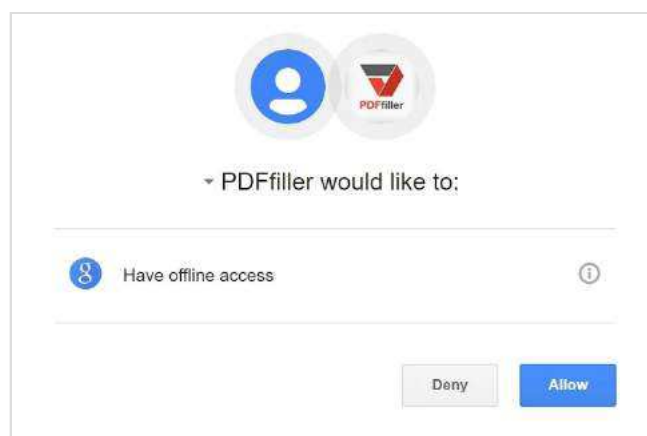 PDFfiller
PDFfiller would like to:
g
Have offline access
Deny
Allow